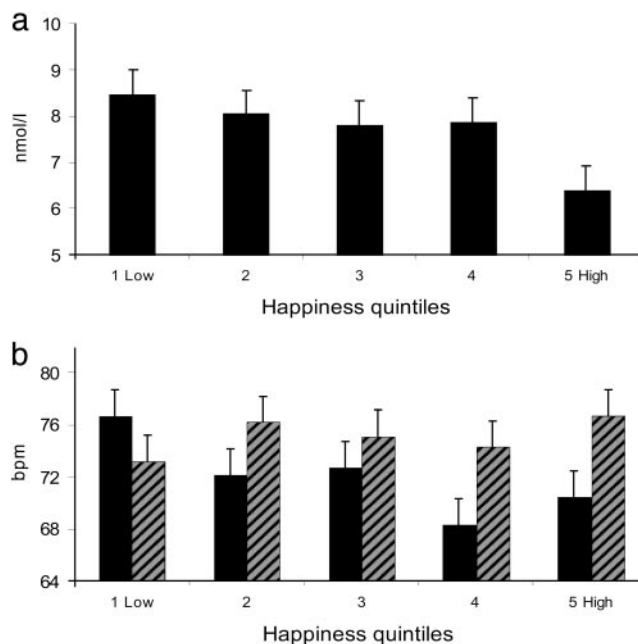 a
10
9
8
7
6
5
nmol/l
1 Low 2 3 4 5 High
Happiness quintiles
b
80
76
72
68
64
bpm
1 Low 2 3 4 5 High
Happiness quintiles